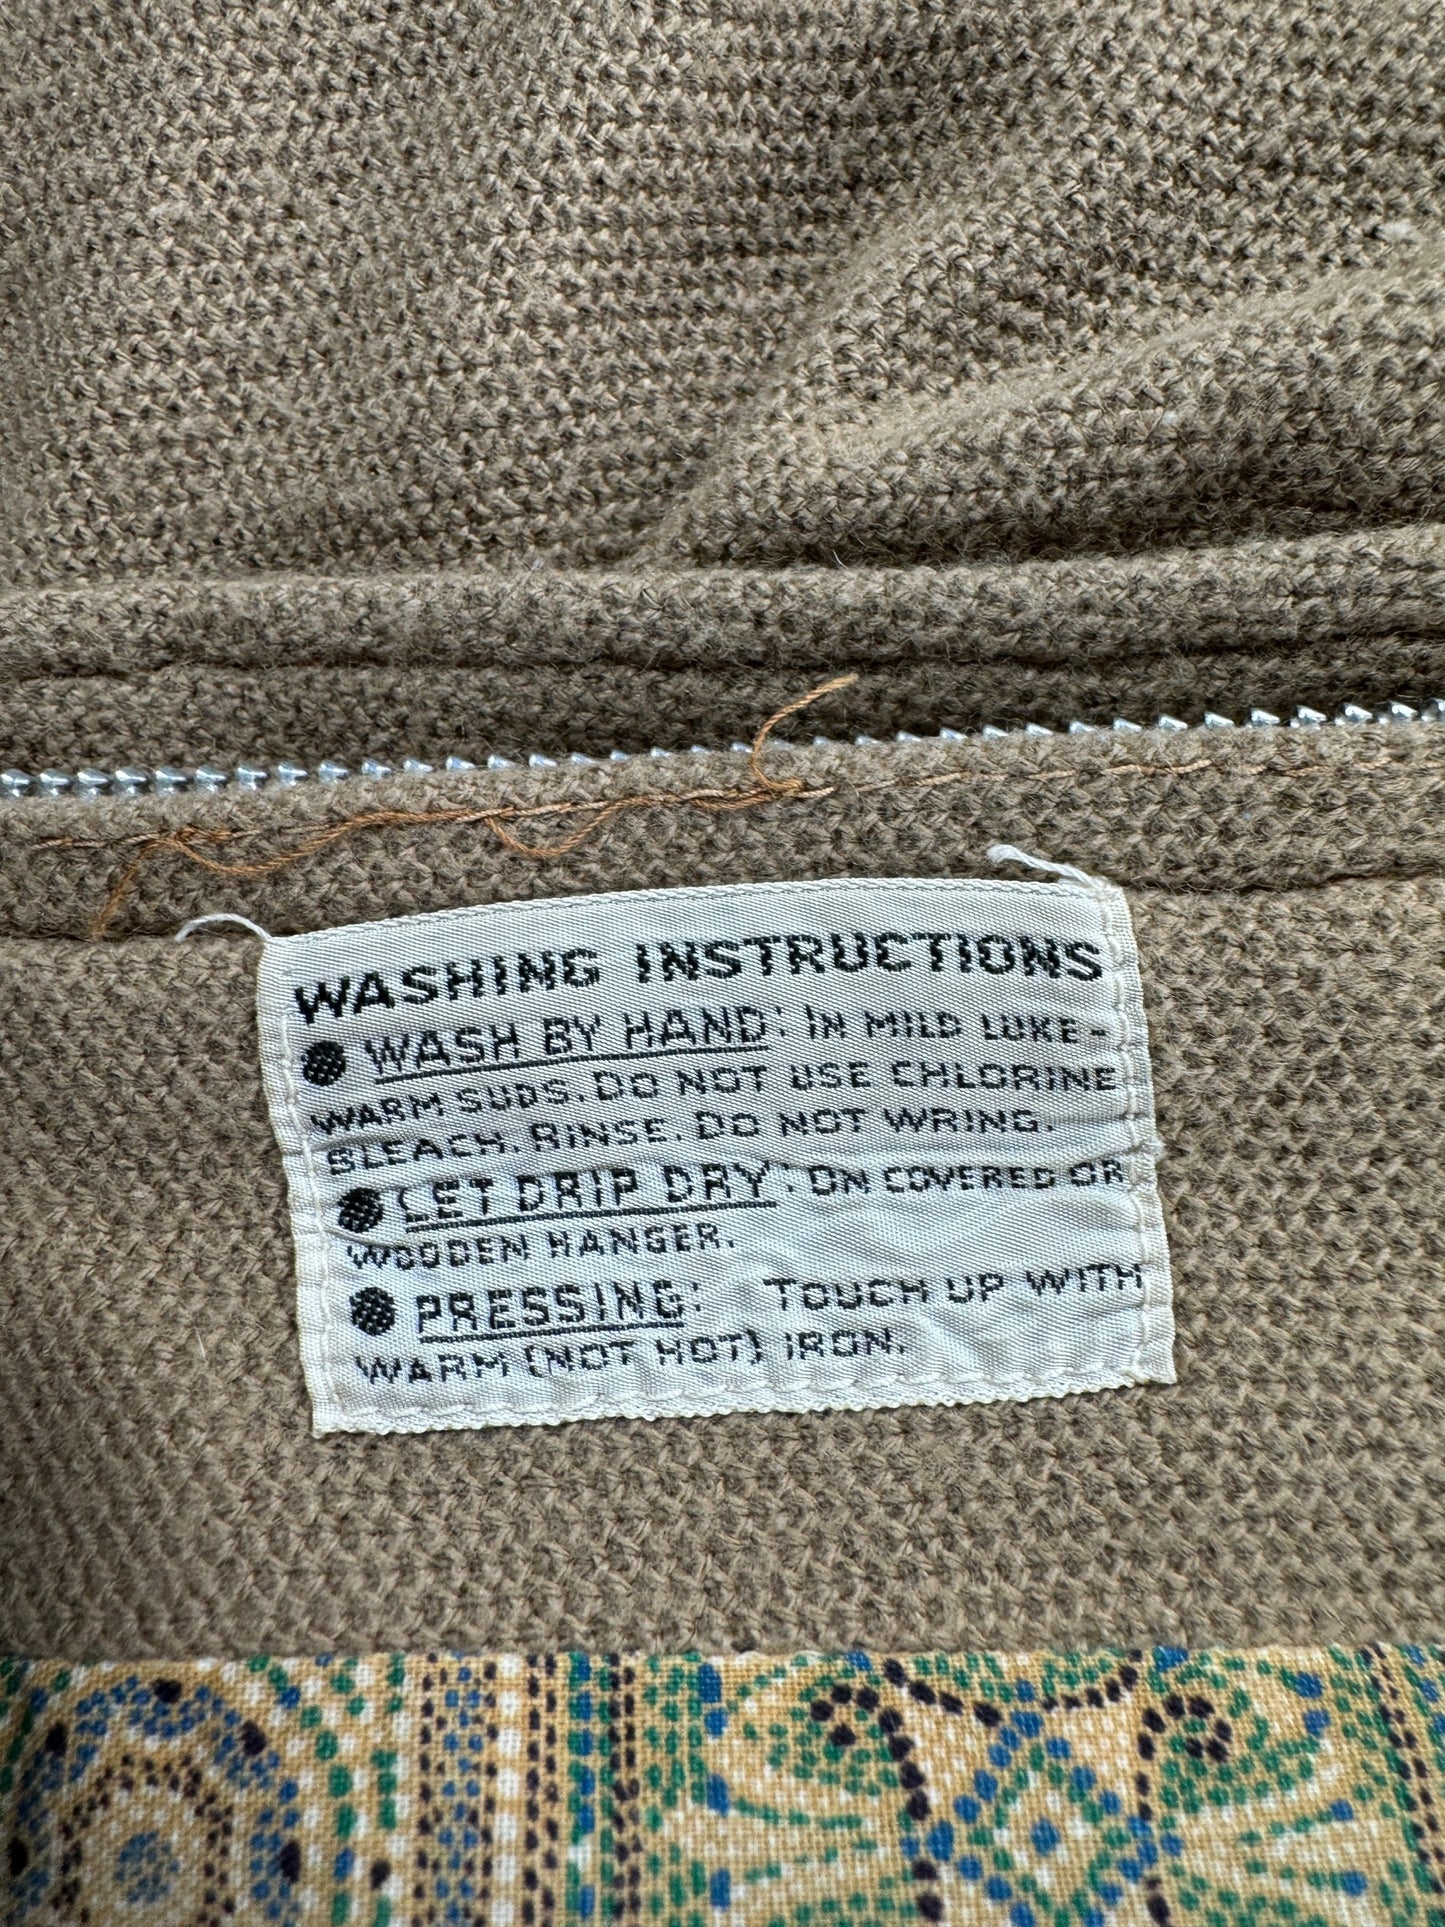 WASHING INSTRUCTIONS
● WASH BY HAND: IN MILD LUKE-
WARM SUDS. DO NOT USE CHLORINE
BLEACH. RINSE. DO NOT WRING.
● LET DRIP DRY: ON COVERED OR
WOODEN HANGER.
● PRESSING: TOUCH UP WITH
WARM (NOT HOT) IRON.